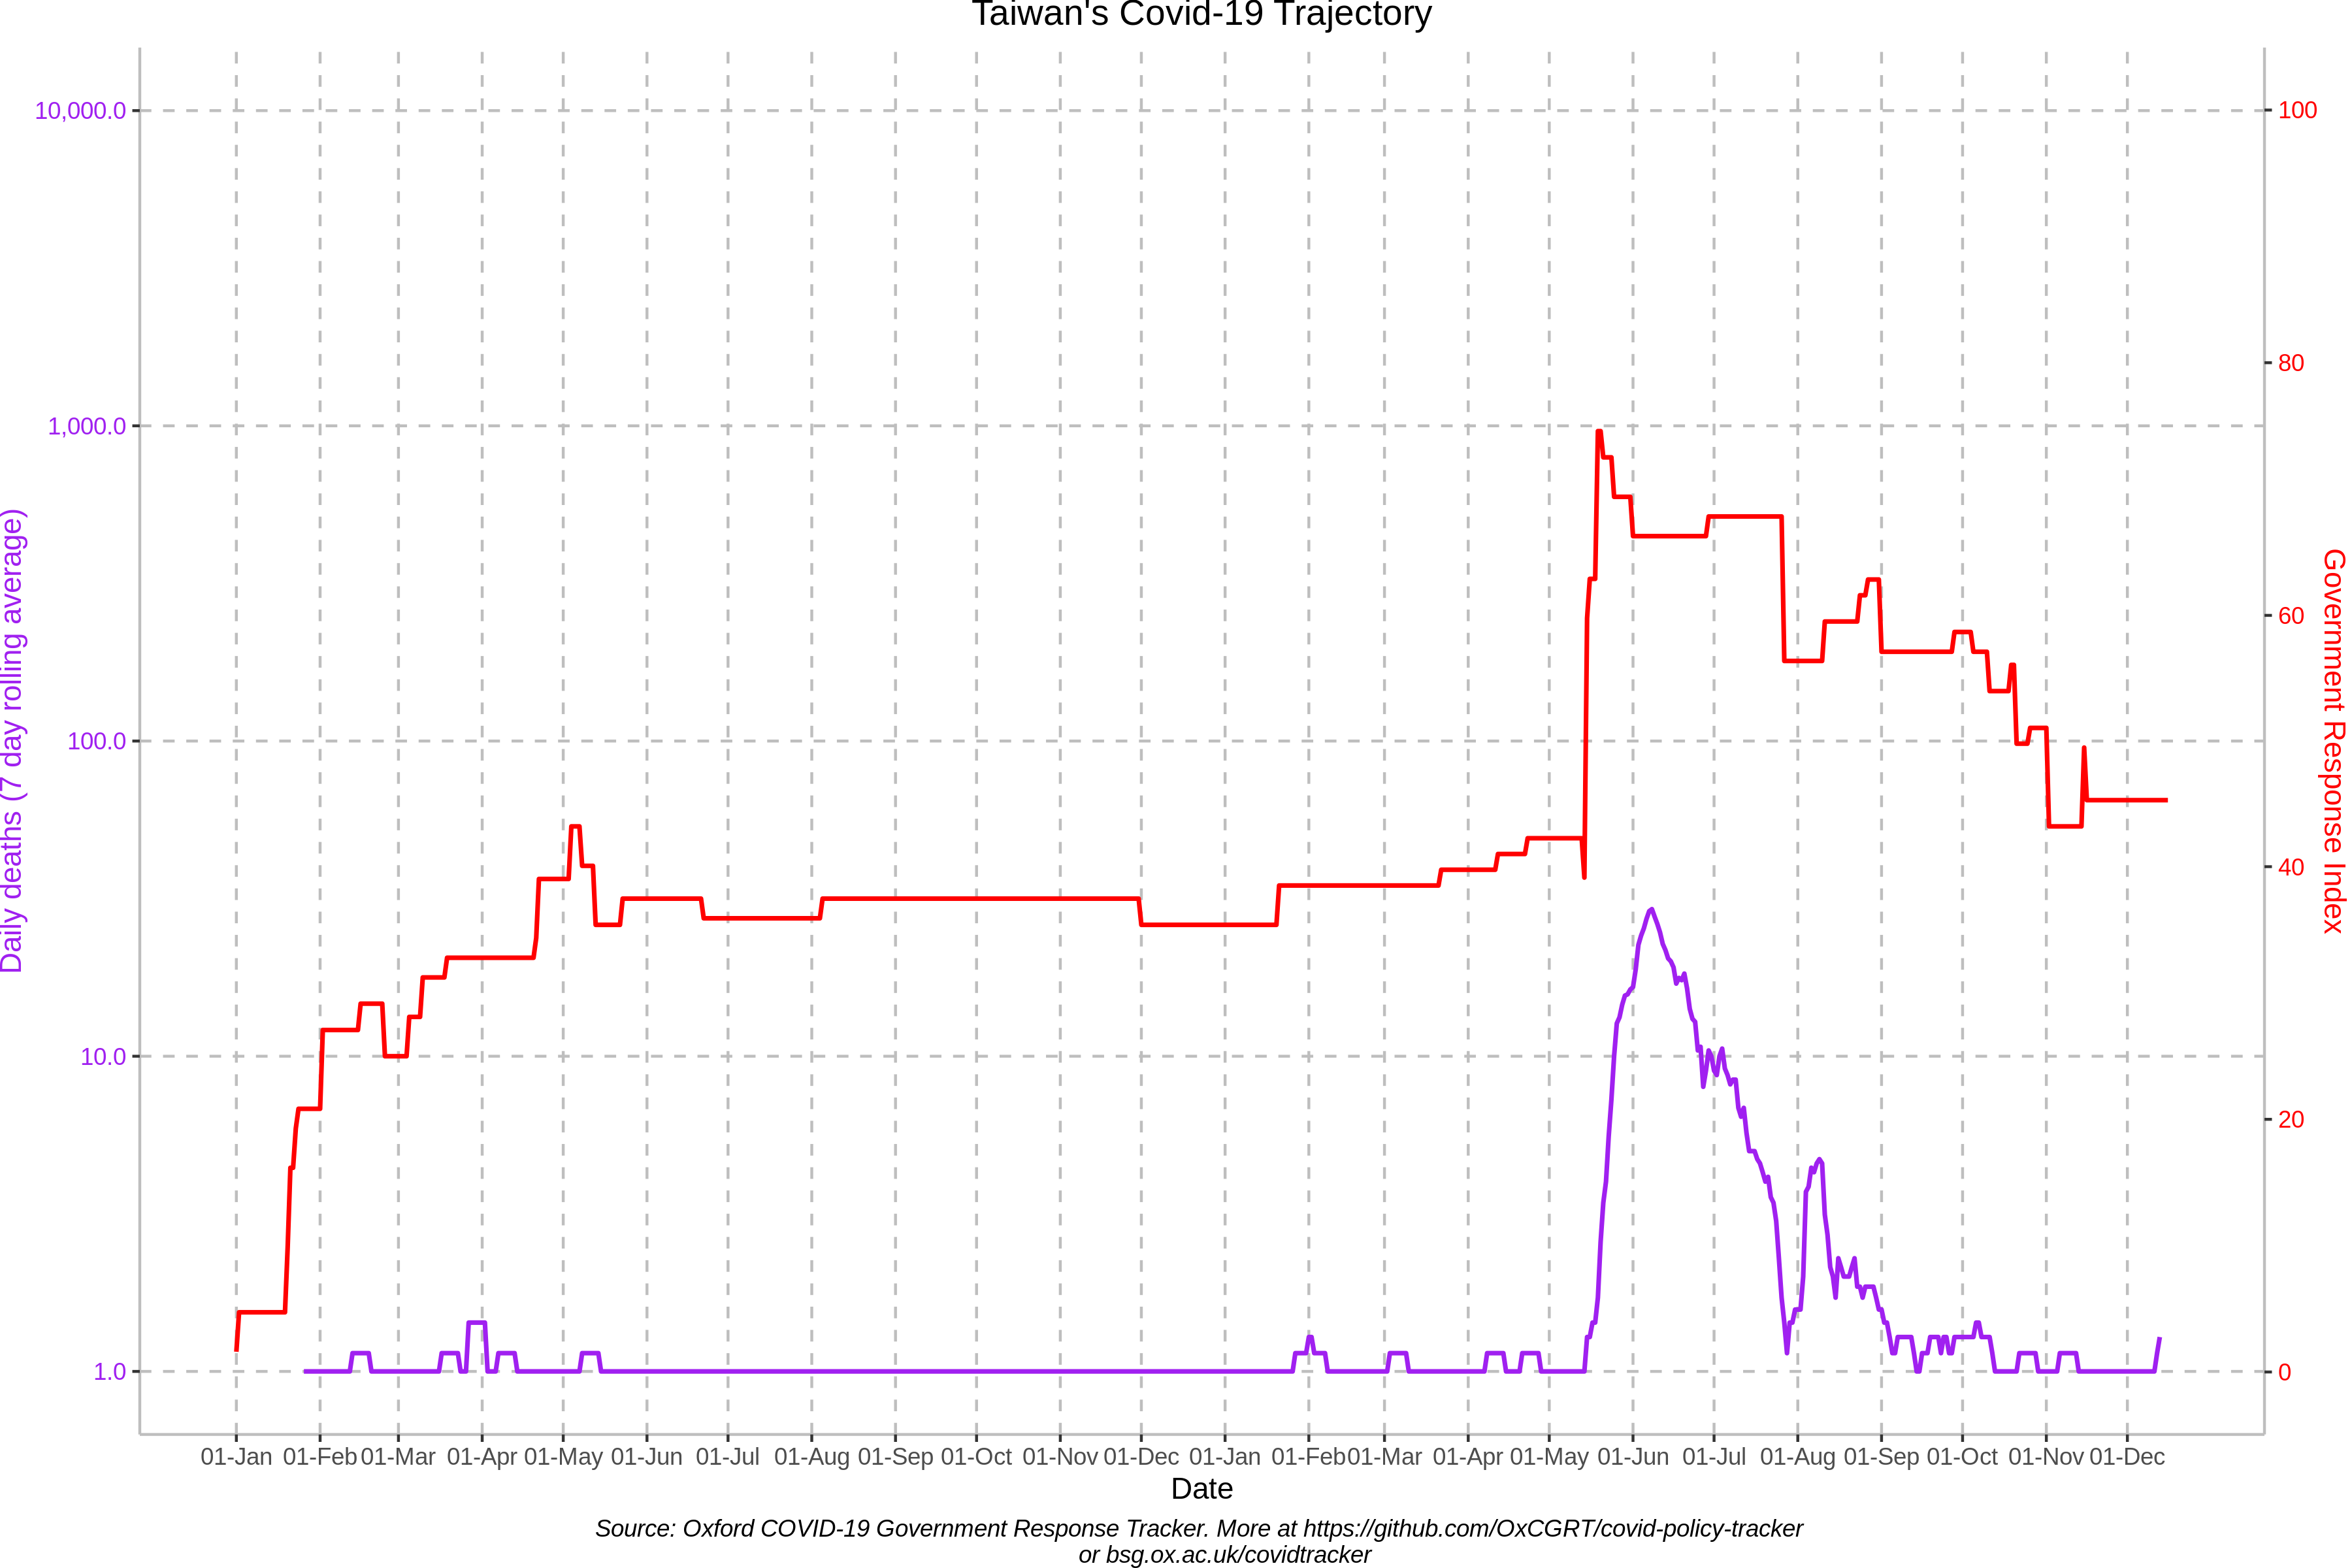 Taiwan's Covid-19 Trajectory
10,000.0
1,000.0
100.0
10.0
1.0
Daily deaths (7 day rolling average)
100
80
60
40
20
0
Government Response Index
01-Jan 01-Feb 01-Mar 01-Apr 01-May 01-Jun 01-Jul 01-Aug 01-Sep 01-Oct 01-Nov 01-Dec 01-Jan 01-Feb 01-Mar 01-Apr 01-May 01-Jun 01-Jul 01-Aug 01-Sep 01-Oct 01-Nov 01-Dec
Date
Source: Oxford COVID-19 Government Response Tracker. More at https://github.com/OxCGRT/covid-policy-tracker
or bsg.ox.ac.uk/covidtracker